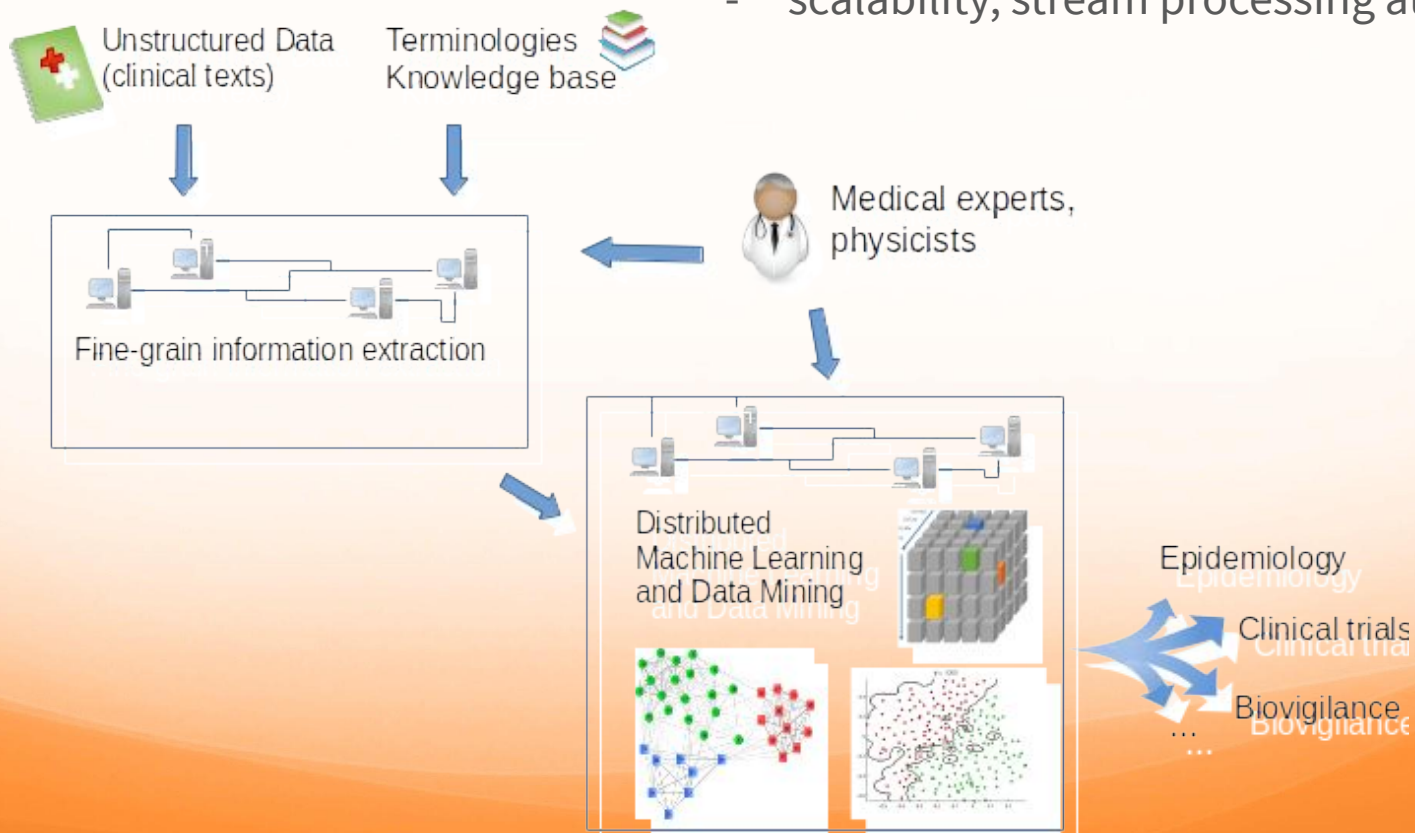 - scalability, stream processing
Unstructured Data
(clinical texts)
Terminologies
Knowledge base
Medical experts,
physicists
Fine-grain information extraction
Distributed
Machine Learning
and Data Mining
Epidemiology
Clinical trials
Biovigilance
...